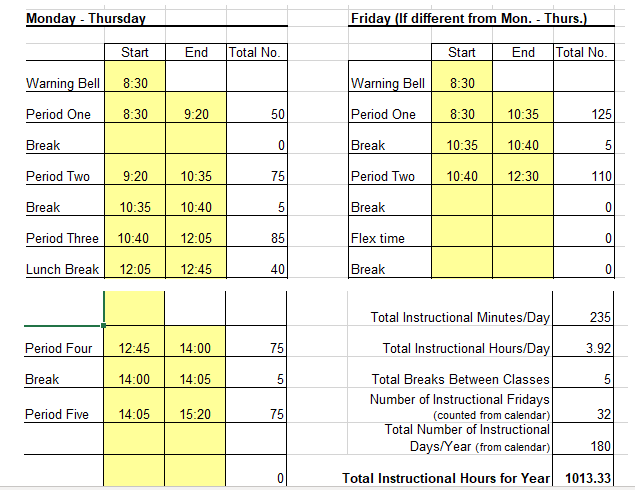 Monday - Thursday Friday (If different from Mon. - Thurs.)
Start End Total No. Start End Total No.
Warning Bell 8:30 Warning Bell 8:30
Period One 8:30 9:20 50 Period One 8:30 10:35 125
Break 0 Break 10:35 10:40 5
Period Two 9:20 10:35 75 Period Two 10:40 12:30 110
Break 10:35 10:40 5 Break 0
Period Three 10:40 12:05 85 Flex time 0
Lunch Break 12:05 12:45 40 Break 0
Total Instructional Minutes/Day 235
Period Four 12:45 14:00 75 Total Instructional Hours/Day 3.92
Break 14:00 14:05 5 Total Breaks Between Classes 5
Number of Instructional Fridays
Period Five 14:05 15:20 75 (counted from calendar) 32
Total Number of Instructional
Days/Year (from calendar) 180
0 Total Instructional Hours for Year 1013.33